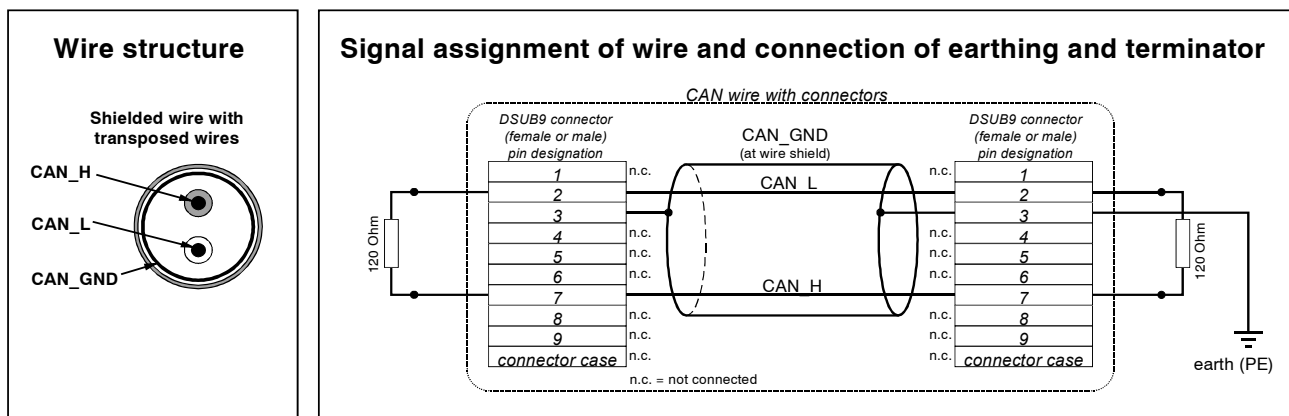 Wire structure
Shielded wire with
transposed wires
CAN_H
CAN_L
CAN_GND
Signal assignment of wire and connection of earthing and terminator
CAN wire with connectors
DSUB9 connector
(female or male)
pin designation
CAN_GND
(at wire shield)
DSUB9 connector
(female or male)
pin designation
1 n.c. n.c. 1
2 CAN_L 2
3 3
4 n.c. n.c. 4
5 n.c. n.c. 5
6 n.c. n.c. 6
7 CAN_H 7
8 n.c. n.c. 8
9 n.c. n.c. 9
connector case n.c. n.c. connector case
120 Ohm
120 Ohm
n.c. = not connected
earth (PE)